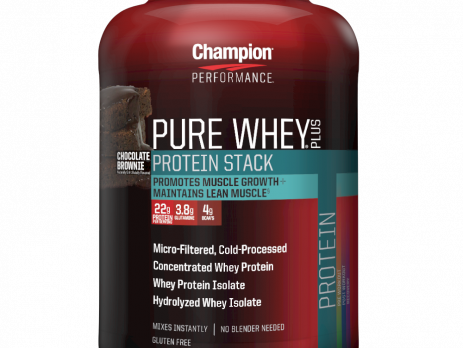 Champion
PERFORMANCE
PURE WHEY PLUS
PROTEIN STACK
CHOCOLATE
BROWNIE
PROMOTES MUSCLE GROWTH+
MAINTAINS LEAN MUSCLE
22g 3.8g 4g
PROTEIN GLUTAMINE BCAA'S
Micro-Filtered, Cold-Processed
Concentrated Whey Protein
Whey Protein Isolate
Hydrolyzed Whey Isolate
MIXES INSTANTLY | NO BLENDER NEEDED
GLUTEN FREE
PROTEIN